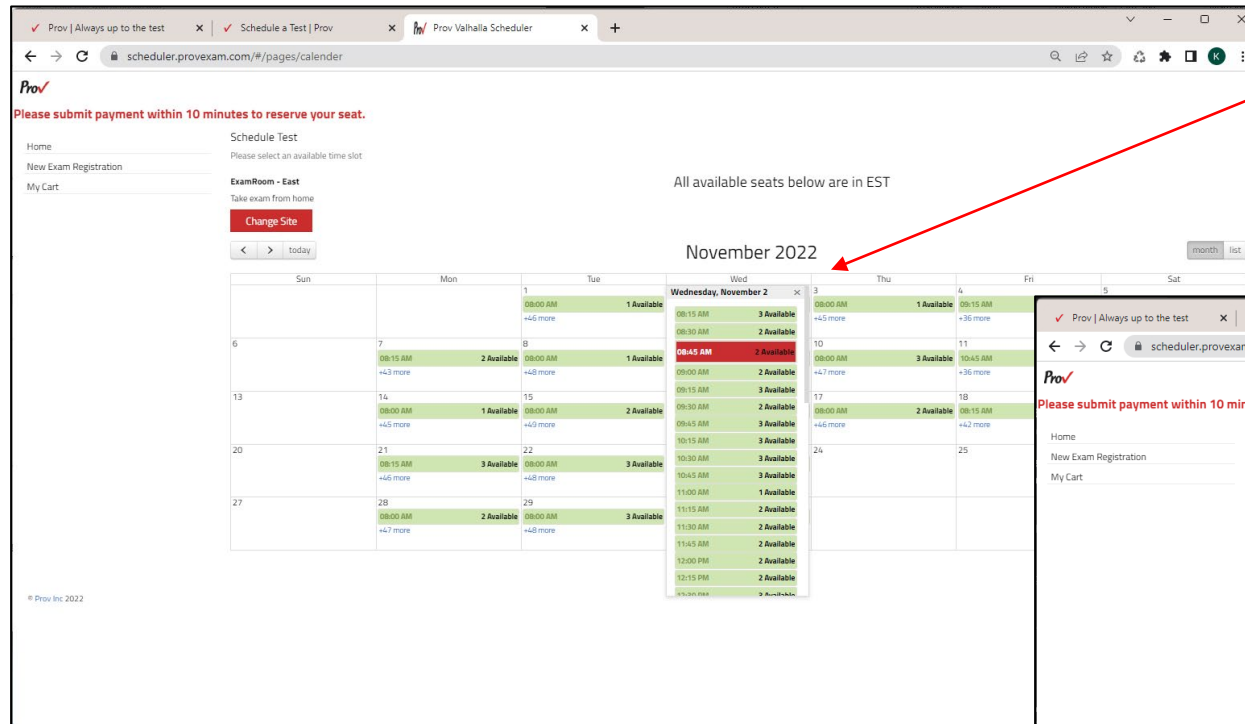 Prov | Always up to the test
Schedule a Test | Prov
Prov Valhalla Scheduler
scheduler.provexam.com/#/pages/calender
K
Prov
Please submit payment within 10 minutes to reserve your seat.
Home
New Exam Registration
My Cart
Schedule Test
Please select an available time slot
ExamRoom - East
Take exam from home
Change Site
All available seats below are in EST
today
November 2022
month list
Sun Mon Tue Wed Thu Fri Sat
1 3 4 5
08:00 AM 1 Available
+46 more
08:00 AM 1 Available
+45 more
09:15 AM
+36 more
6 7 8 10 11
08:15 AM 2 Available
+43 more
08:00 AM 1 Available
+48 more
08:00 AM 3 Available
+47 more
10:45 AM
+36 more
13 14 15 17 18
08:00 AM 1 Available
+45 more
08:00 AM 2 Available
+49 more
08:00 AM 2 Available
+46 more
08:15 AM
+42 more
20 21 22 24 25
08:15 AM 3 Available
+46 more
08:00 AM 3 Available
+48 more
27 28 29
08:00 AM 2 Available
+47 more
08:00 AM 3 Available
+48 more
Wednesday, November 2
08:15 AM 3 Available
08:30 AM 2 Available
08:45 AM 2 Available
09:00 AM 2 Available
09:15 AM 3 Available
09:30 AM 2 Available
09:45 AM 3 Available
10:15 AM 3 Available
10:30 AM 3 Available
10:45 AM 3 Available
11:00 AM 1 Available
11:15 AM 2 Available
11:30 AM 2 Available
11:45 AM 2 Available
12:00 PM 2 Available
12:15 PM 2 Available
12:30 PM 3 Available
© Prov Inc 2022
Prov | Always up to the test
scheduler.provexa
Prov
Please submit payment within 10 mi
Home
New Exam Registration
My Cart